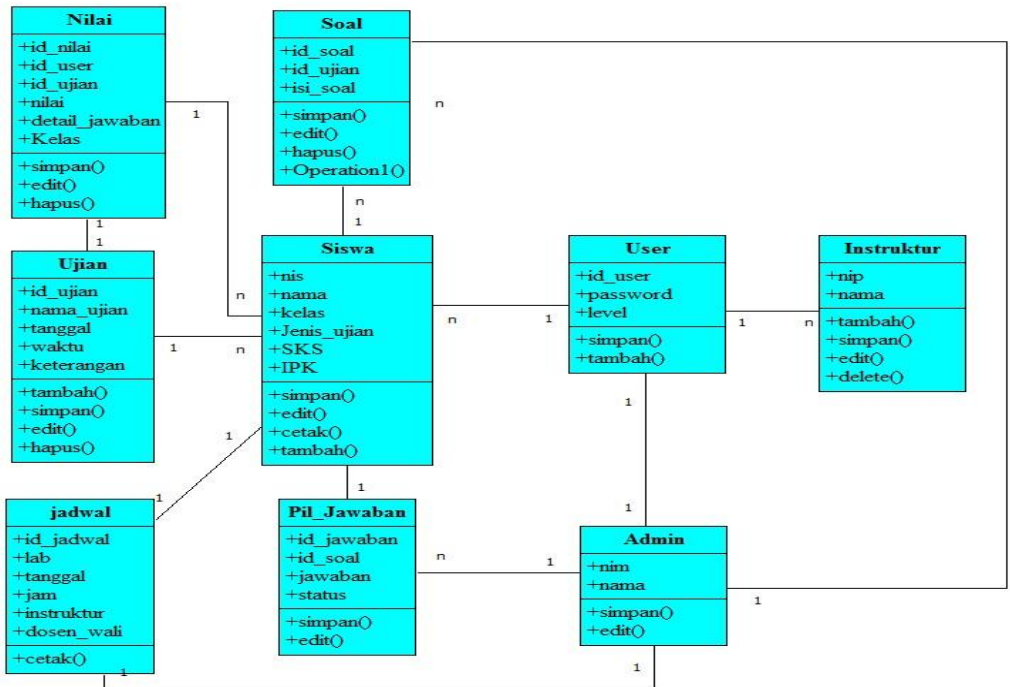 Nilai
+id_nilai
+id_user
+id_ujian
+nilai
+detail_jawaban
+Kelas
+simpan()
+edit()
+hapus()
Soal
+id_soal
+id_ujian
+isi_soal
+simpan()
+edit()
+hapus()
+Operation1()
n
1
n
1
1
1
Ujian
+id_ujian
+nama_ujian
+tanggal
+waktu
+keterangan
+tambah()
+simpan()
+edit()
+hapus()
Siswa
+nis
+nama
+kelas
+Jenis_ujian
+SKS
+IPK
+simpan()
+edit()
+cetak()
+tambah()
User
+id_user
+password
+level
+simpan()
+tambah()
Instruktur
+nip
+nama
+tambah()
+simpan()
+edit()
+delete()
n
1
n
n
1
1
n
1
1
1
1
1
jadwal
+id_jadwal
+lab
+tanggal
+jam
+instruktur
+dosen_wali
+cetak()
Pil_Jawaban
+id_jawaban
+id_soal
+jawaban
+status
+simpan()
+edit()
Admin
+nim
+nama
+simpan()
+edit()
n
1
1
1
1